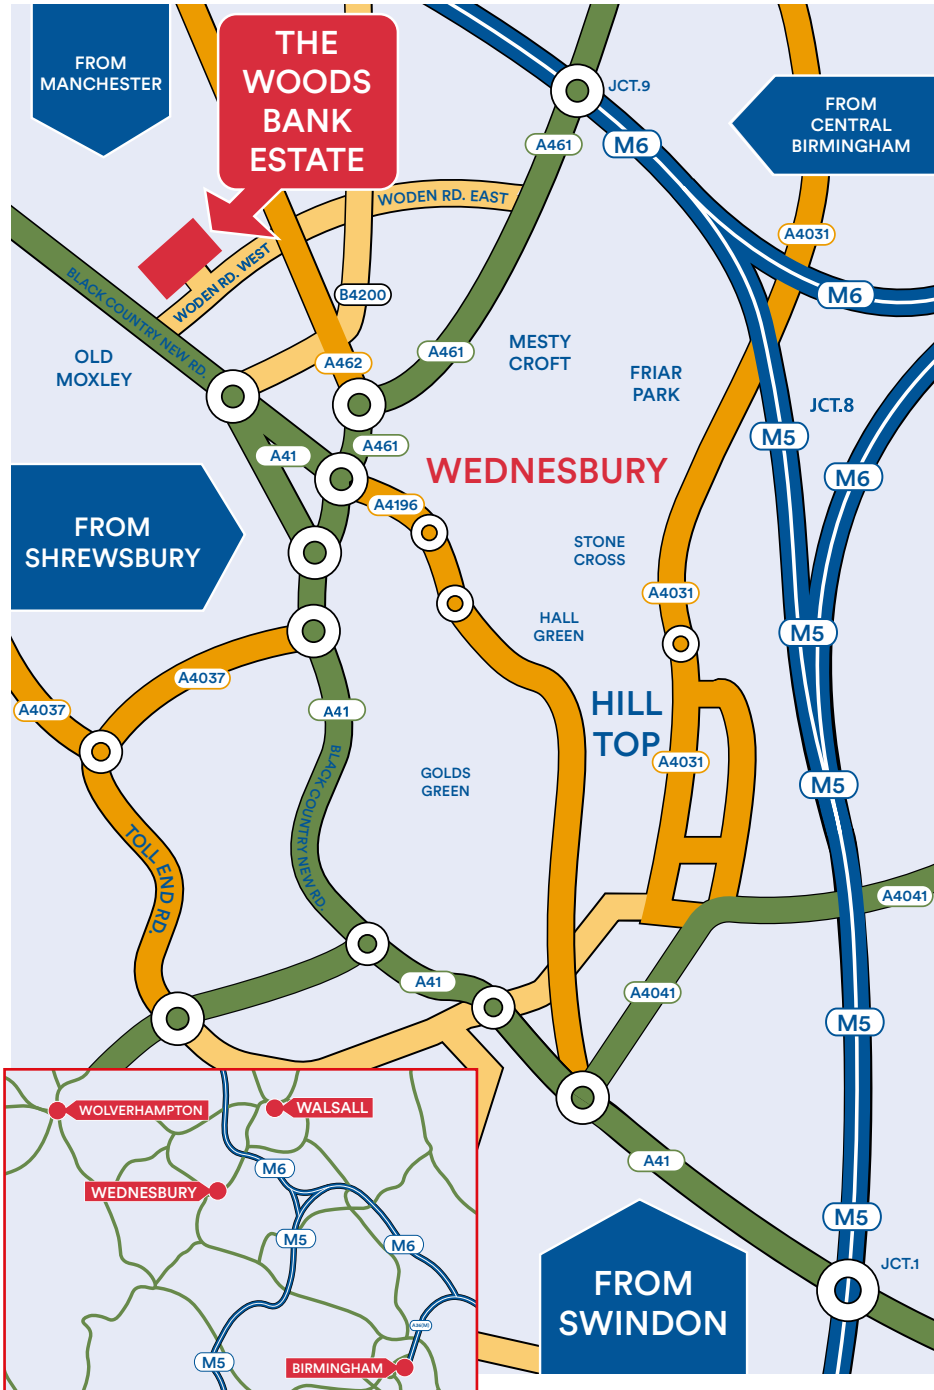 FROM
MANCHESTER
THE
WOODS
BANK
ESTATE
JCT.9
A461
M6
FROM
CENTRAL
BIRMINGHAM
WODEN RD. EAST
A4031
WODEN RD. WEST
BLACK COUNTRY NEW RD.
B4200
M6
OLD
MOXLEY
A462
A461
MESTY
CROFT
FRIAR
PARK
JCT.8
M5
A41
A461
WEDNESBURY
M6
A4196
FROM
SHREWSBURY
STONE
CROSS
A4031
HALL
GREEN
M5
A4037
A4037
A41
HILL
TOP
A4031
BLACK COUNTRY NEW RD.
GOLDS
GREEN
M5
TOLL END RD.
A4041
A41
A4041
M5
A41
M5
JCT.1
FROM
SWINDON
WOLVERHAMPTON
WALSALL
M6
WEDNESBURY
M5
M6
A38(M)
M5
BIRMINGHAM